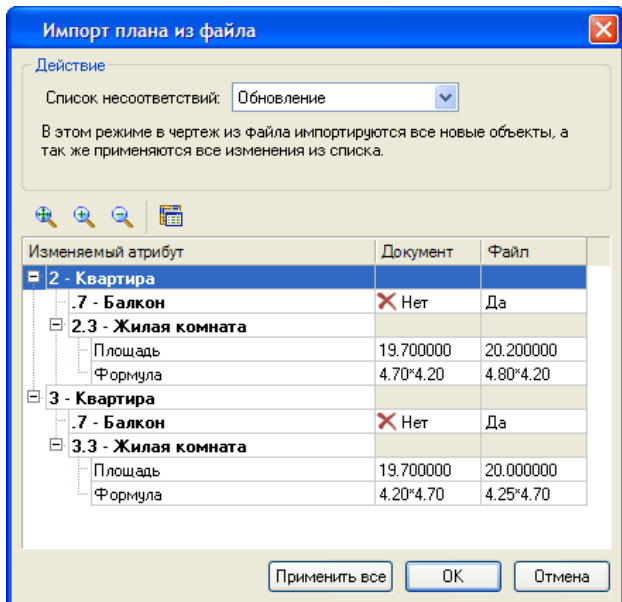 Импорт плана из файла
Действие
Список несоответствий: Обновление
В этом режиме в чертеж из файла импортируются все новые объекты, а
так же применяются все изменения из списка.
Изменяемый атрибут Документ Файл
2 - Квартира
.7 - Балкон Нет Да
2.3 - Жилая комната
Площадь 19.700000 20.200000
Формула 4.70*4.20 4.80*4.20
3 - Квартира
.7 - Балкон Нет Да
3.3 - Жилая комната
Площадь 19.700000 20.000000
Формула 4.20*4.70 4.25*4.70
Применить все OK Отмена